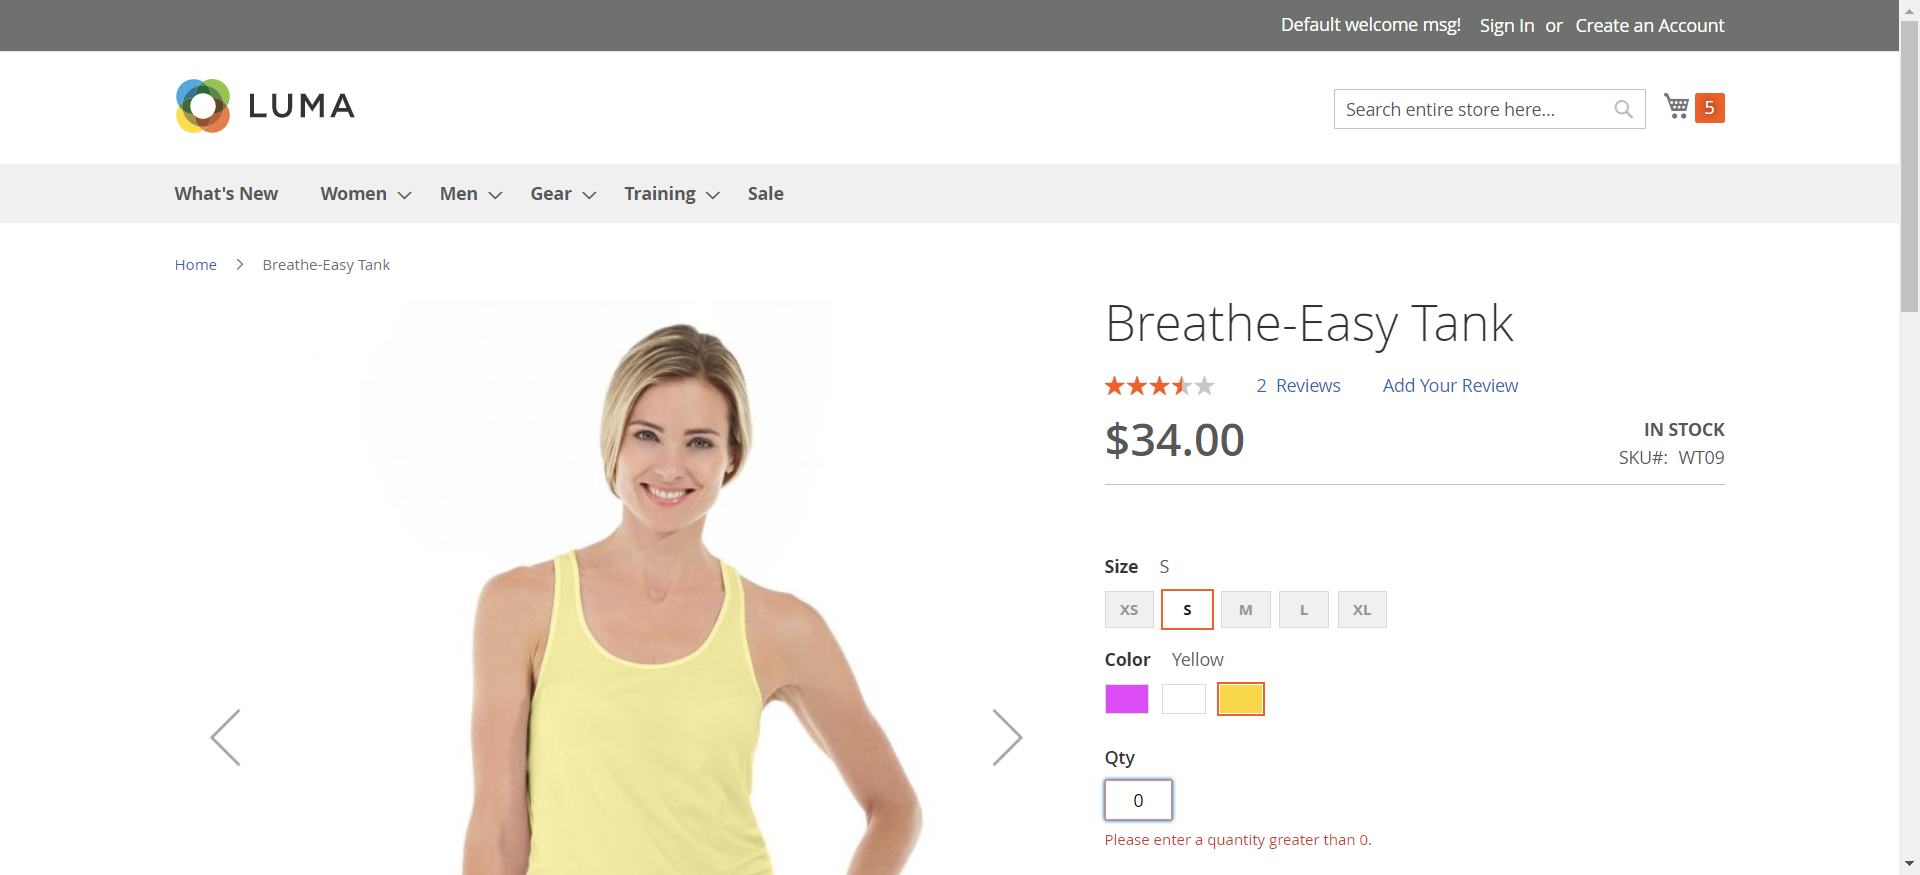 Default welcome msg! Sign In or Create an Account
LUMA
Search entire store here...
5
What's New Women Men Gear Training Sale
Home > Breathe-Easy Tank
Breathe-Easy Tank
2 Reviews Add Your Review
$34.00
IN STOCK
SKU#: WT09
Size S
XS S M L XL
Color Yellow
Qty
0
Please enter a quantity greater than 0.